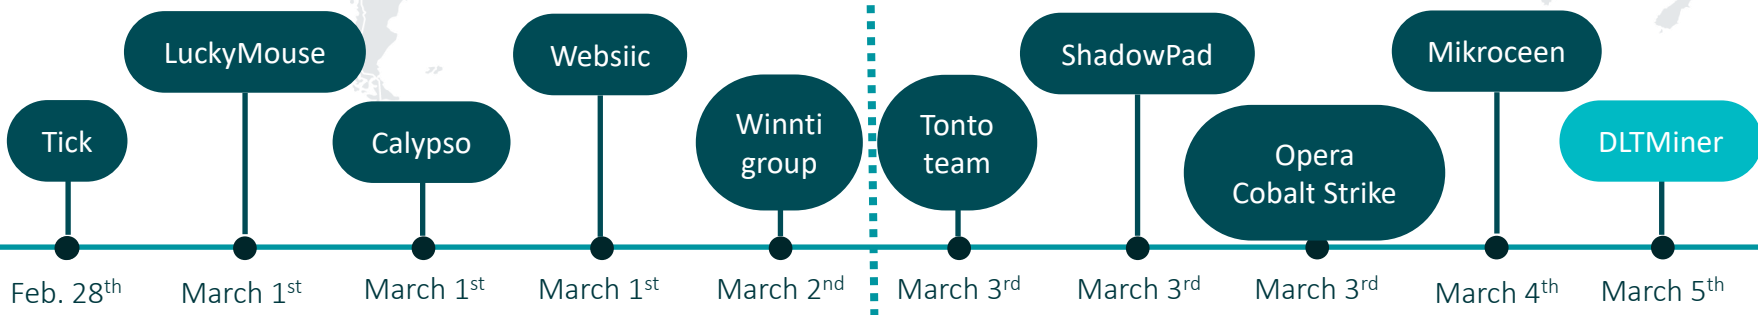 Tick
LuckyMouse
Calypso
Websiic
Winnti
group
Tonto
team
ShadowPad
Opera
Cobalt Strike
Mikroceen
DLTMiner
Feb. 28th
March 1st
March 1st
March 1st
March 2nd
March 3rd
March 3rd
March 3rd
March 4th
March 5th